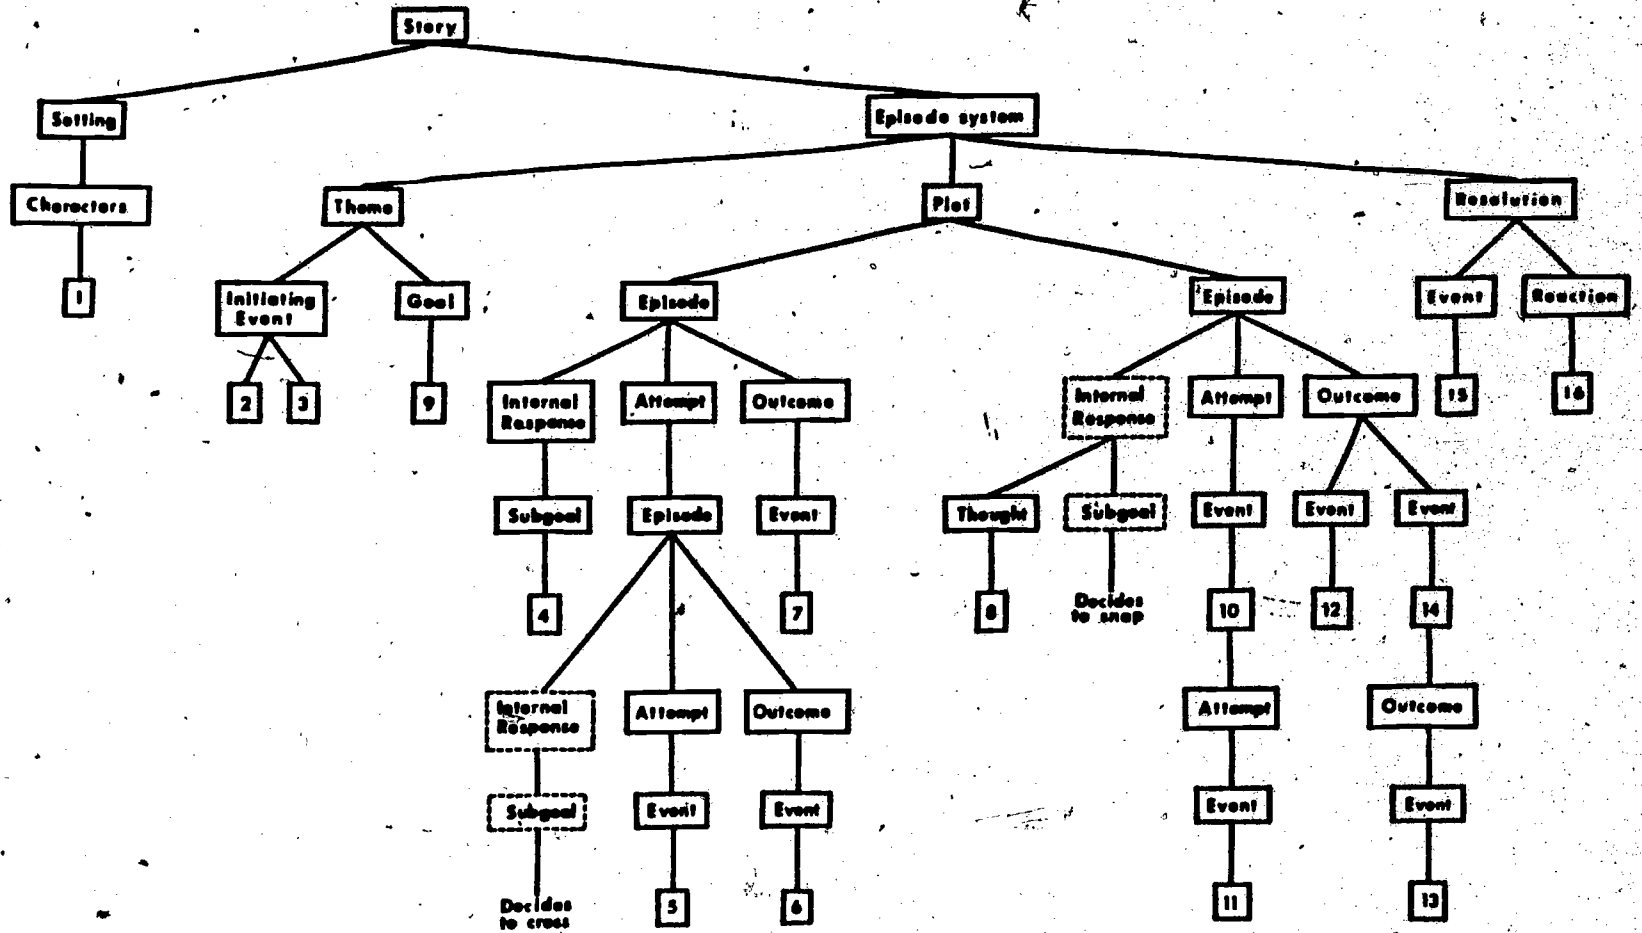 Story
Setting
Episode system
Characters
Theme
Plot
Resolution
1
Initiating
Event
Goal
Episode
Episode
Event
Reaction
2
3
9
Internal
Response
Attempt
Outcome
Internal
Response
Attempt
Outcome
15
16
Subgoal
Episode
Event
Thought
Subgoal
Event
Event
Event
4
7
8
Decides
to snap
10
12
14
Internal
Response
Attempt
Outcome
Attempt
Outcome
Subgoal
Event
Event
Event
Event
Decides
to cross
5
6
11
13